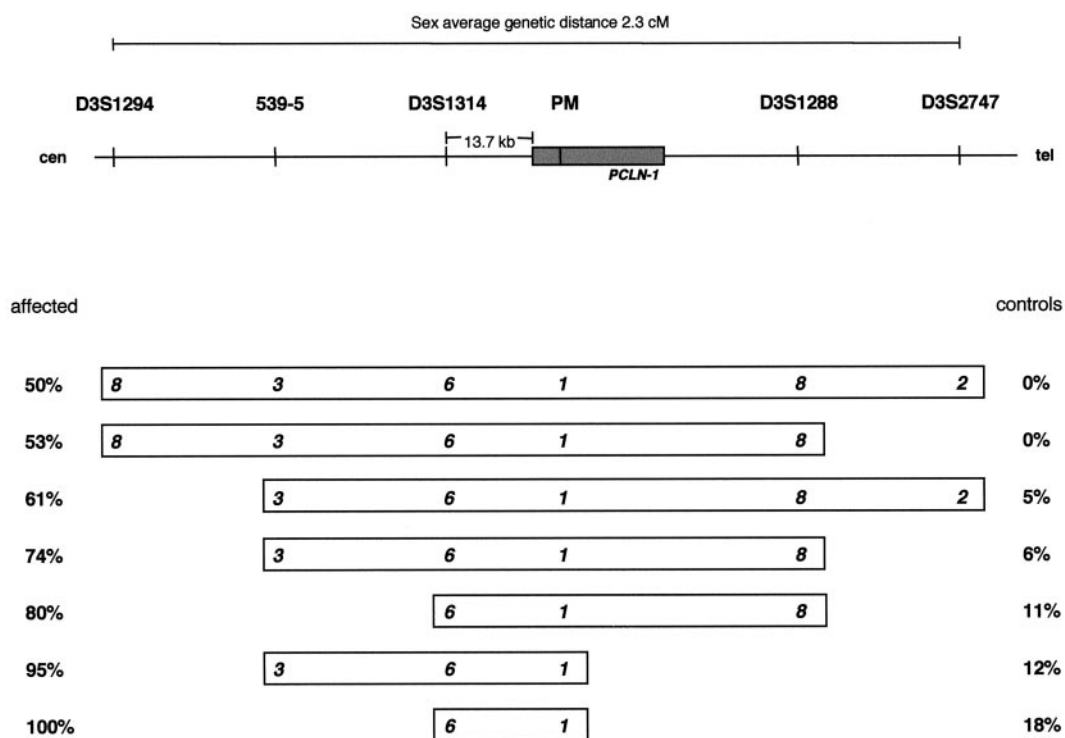 Sex average genetic distance 2.3 cM
D3S1294 539-5 D3S1314 PM D3S1288 D3S2747
13.7 kb
cen tel
PCLN-1
affected controls
50% 8 3 6 1 8 2 0%
53% 8 3 6 1 8 0%
61% 3 6 1 8 2 5%
74% 3 6 1 8 6%
80% 6 1 8 11%
95% 3 6 1 12%
100% 6 1 18%